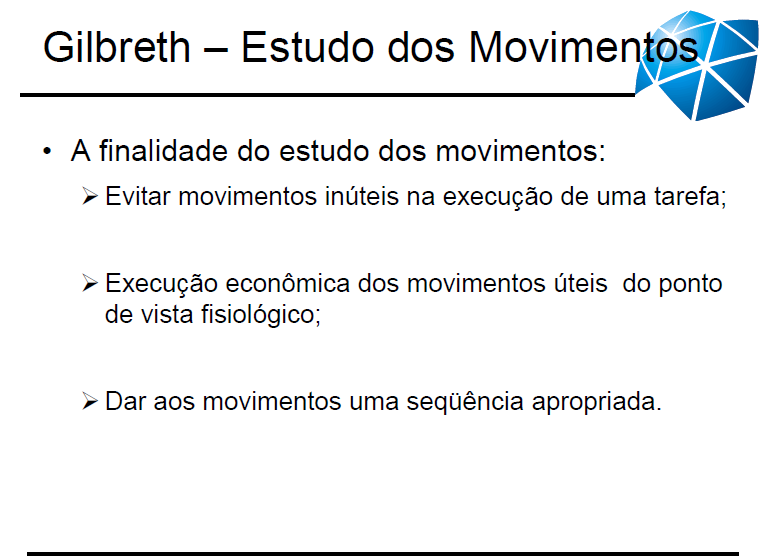 Gilbreth – Estudo dos Movimentos
• A finalidade do estudo dos movimentos:
➢ Evitar movimentos inúteis na execução de uma tarefa;
➢ Execução econômica dos movimentos úteis  do ponto
de vista fisiológico;
➢ Dar aos movimentos uma seqüência apropriada.